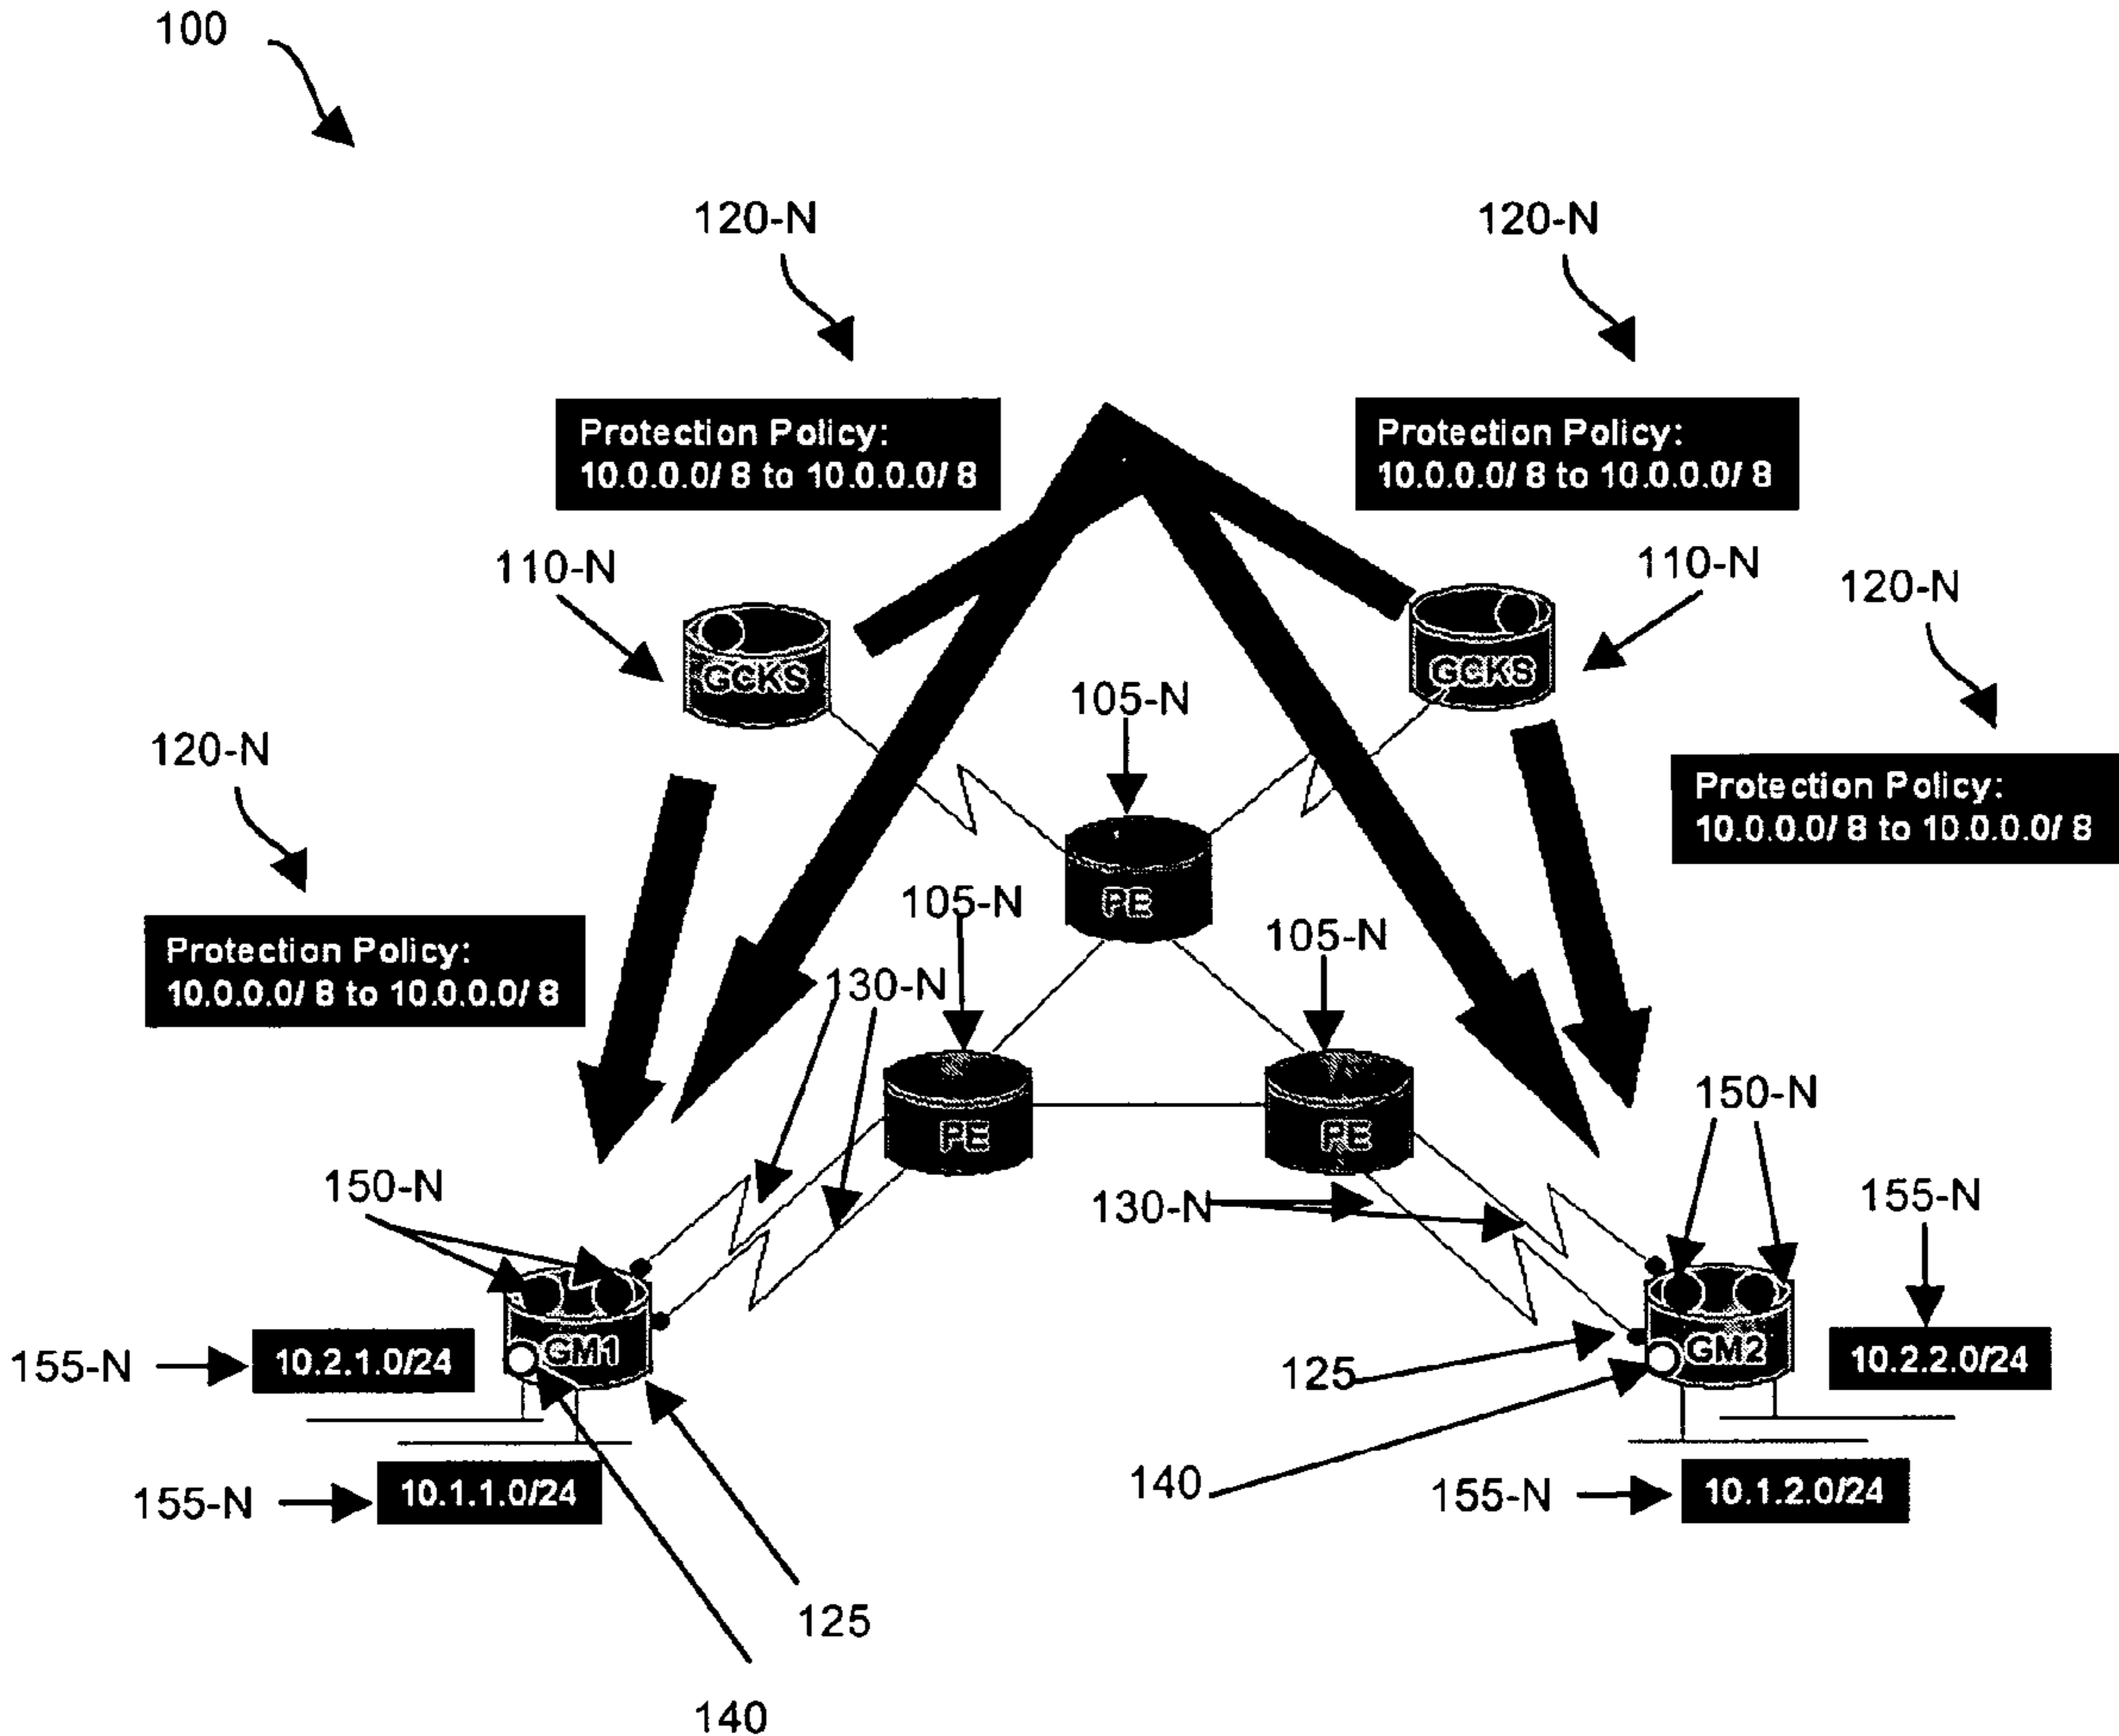 100
120-N
120-N
Protection Policy:
10.0.0.0/ 8 to 10.0.0.0/ 8
Protection Policy:
10.0.0.0/ 8 to 10.0.0.0/ 8
110-N
110-N
120-N
GCKS
GCKS
105-N
120-N
Protection Policy:
10.0.0.0/ 8 to 10.0.0.0/ 8
PE
105-N
105-N
Protection Policy:
10.0.0.0/ 8 to 10.0.0.0/ 8
130-N
150-N
PE
PE
150-N
130-N
155-N
155-N
10.2.1.0/24
GM1
125
GM2
10.2.2.0/24
155-N
10.1.1.0/24
140
155-N
10.1.2.0/24
125
140